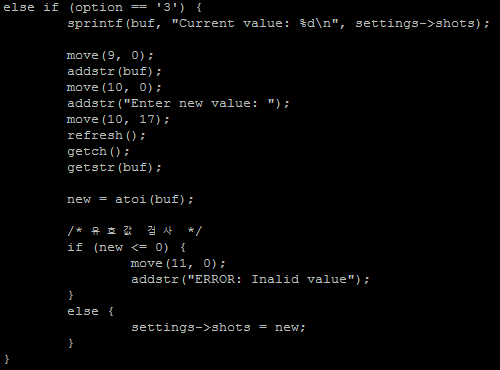 else if (option == '3') {
        sprintf(buf, "Current value: %d\n", settings->shots);

        move(9, 0);
        addstr(buf);
        move(10, 0);
        addstr("Enter new value: ");
        move(10, 17);
        refresh();
        getch();
        getstr(buf);

        new = atoi(buf);

        /* 유효값 검사 */
        if (new <= 0) {
                move(11, 0);
                addstr("ERROR: Inalid value");
        }
        else {
                settings->shots = new;
        }
}